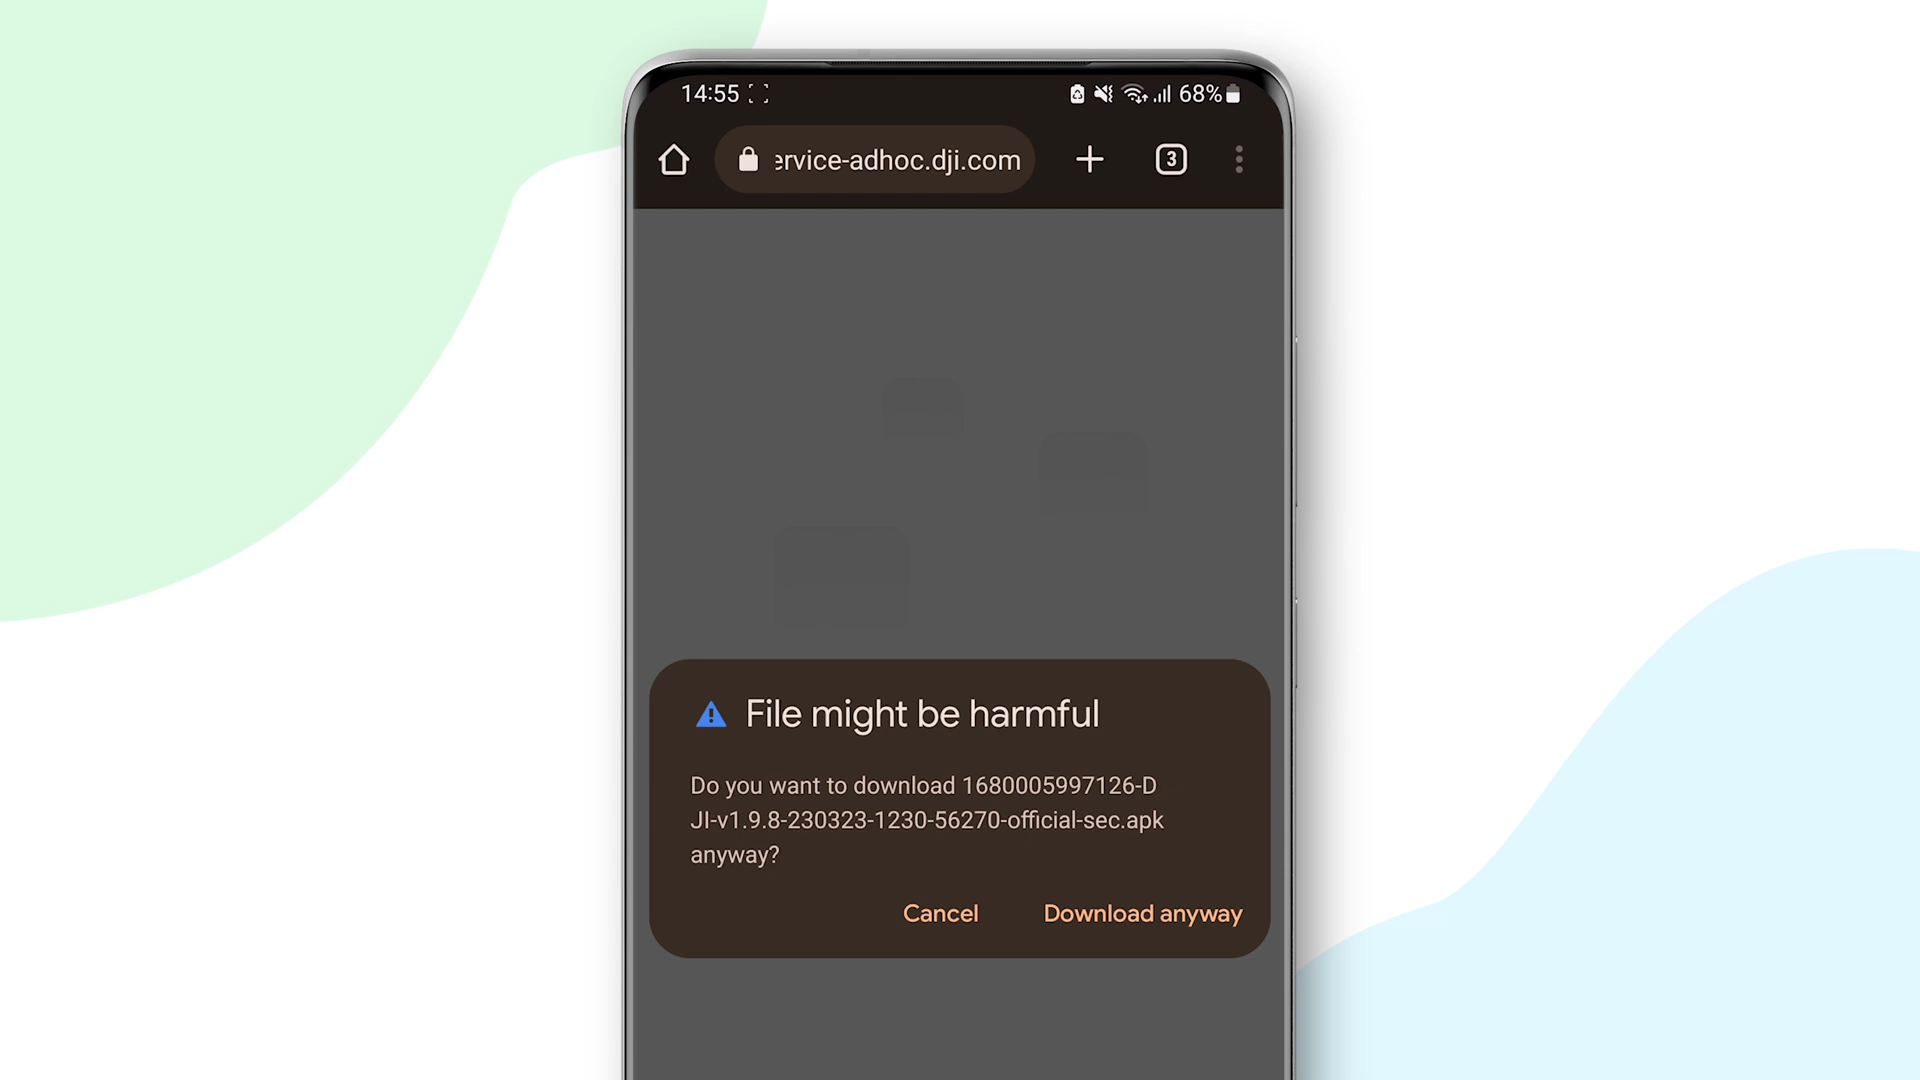 14:55 68%
ervice-adhoc.dji.com 3
File might be harmful
Do you want to download 1680005997126-D
JI-v1.9.8-230323-1230-56270-official-sec.apk
anyway?
Cancel Download anyway